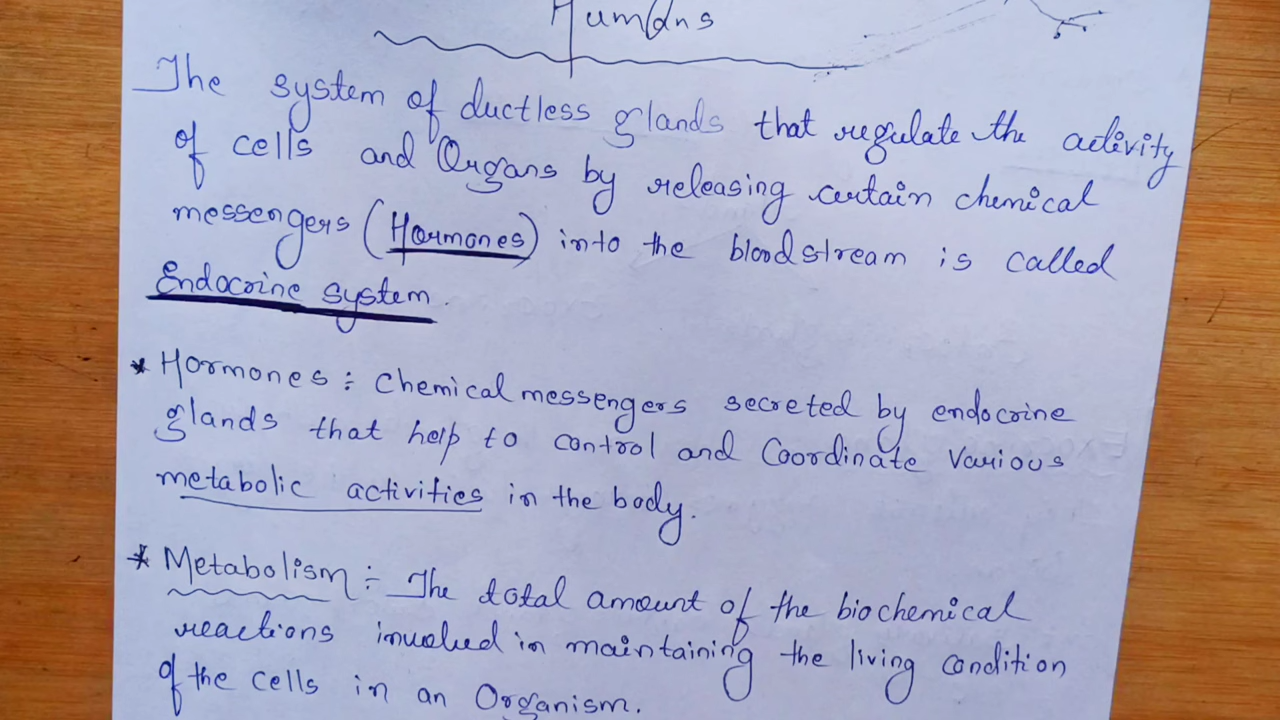 Humans
The system of ductless glands that regulate the activity
of cells and Organs by releasing certain chemical
messengers (Hormones) into the bloodstream is called
Endocrine system.
* Hormones : Chemical messengers secreted by endocrine
glands that help to control and Coordinate Various
metabolic activities in the body.
* Metabolism :- The total amount of the biochemical
reactions involved in maintaining the living condition
of the cells in an Organism.